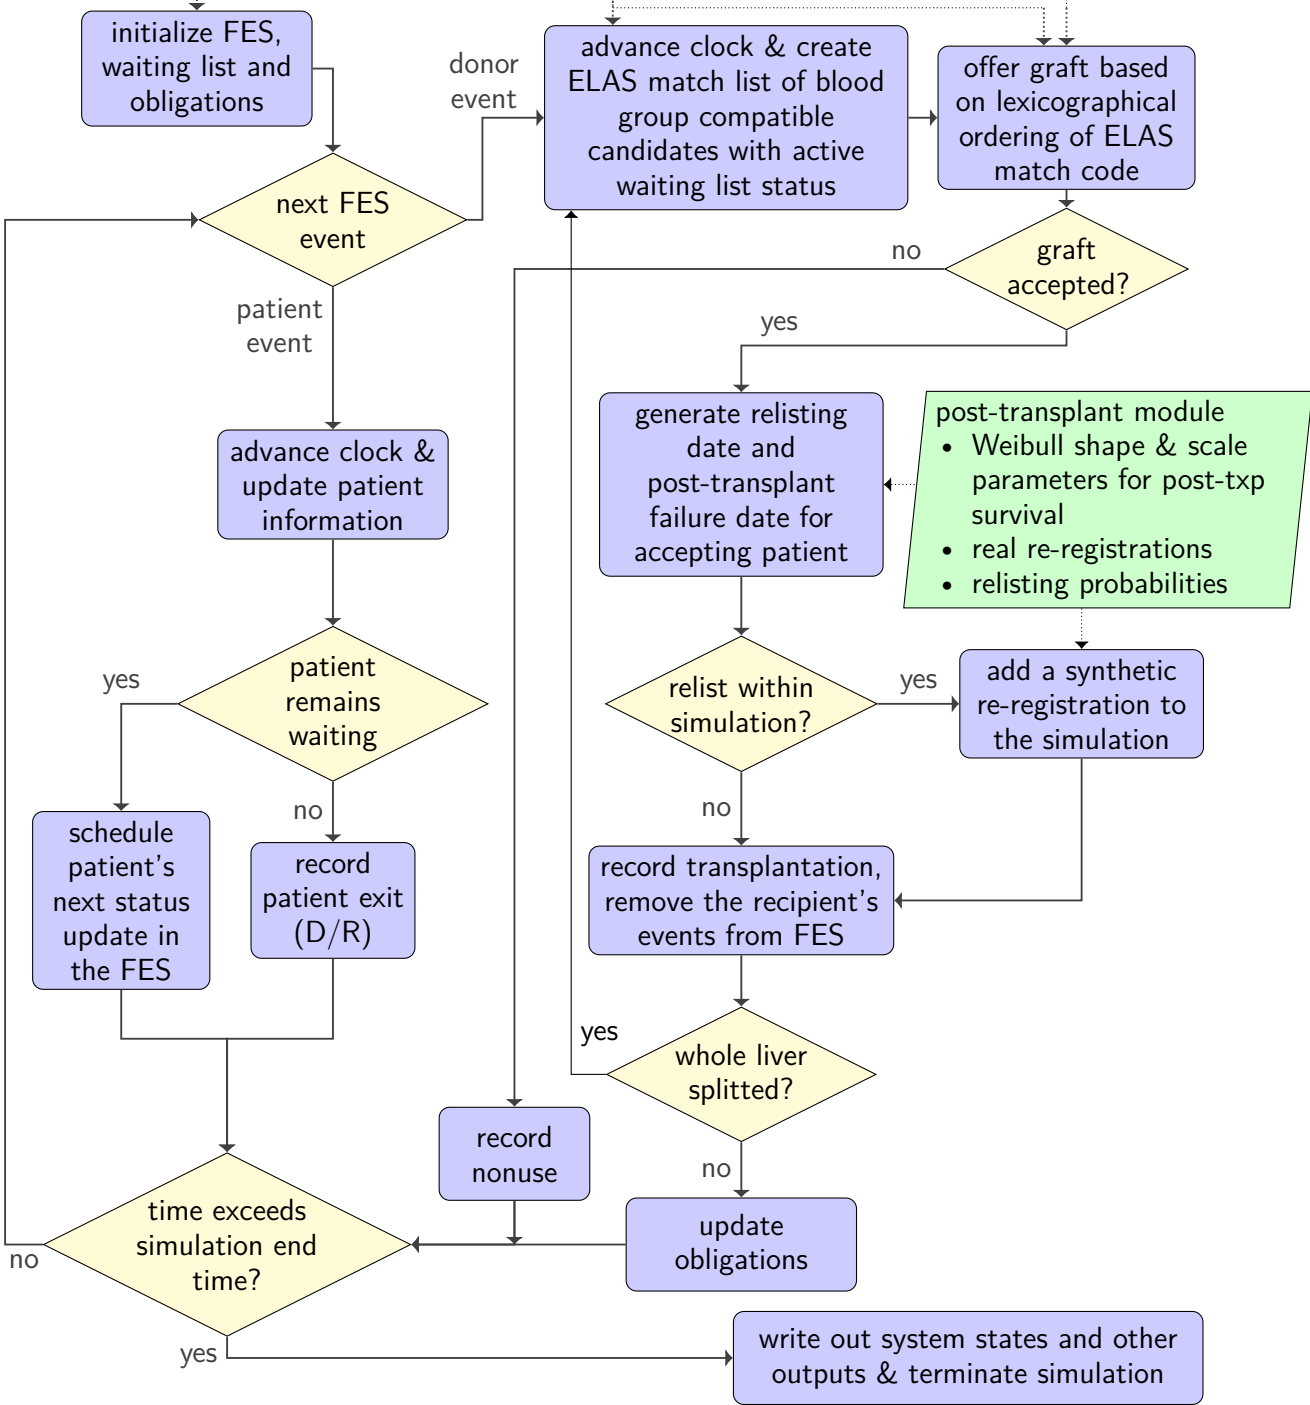 initialize FES,
waiting list and
obligations
donor
event
advance clock & create
ELAS match list of blood
group compatible
candidates with active
waiting list status
offer graft based
on lexicographical
ordering of ELAS
match code
next FES
event
no
graft
accepted?
patient
event
yes
generate relisting
date and
post-transplant
failure date for
accepting patient
post-transplant module
• Weibull shape & scale
parameters for post-txp
survival
• real re-registrations
• relisting probabilities
advance clock &
update patient
information
patient
remains
waiting
yes
no
relist within
simulation?
yes
no
add a synthetic
re-registration to
the simulation
schedule
patient's
next status
update in
the FES
record
patient exit
(D/R)
record transplantation,
remove the recipient's
events from FES
yes
whole liver
splitted?
no
record
nonuse
update
obligations
time exceeds
simulation end
time?
no
yes
write out system states and other
outputs & terminate simulation